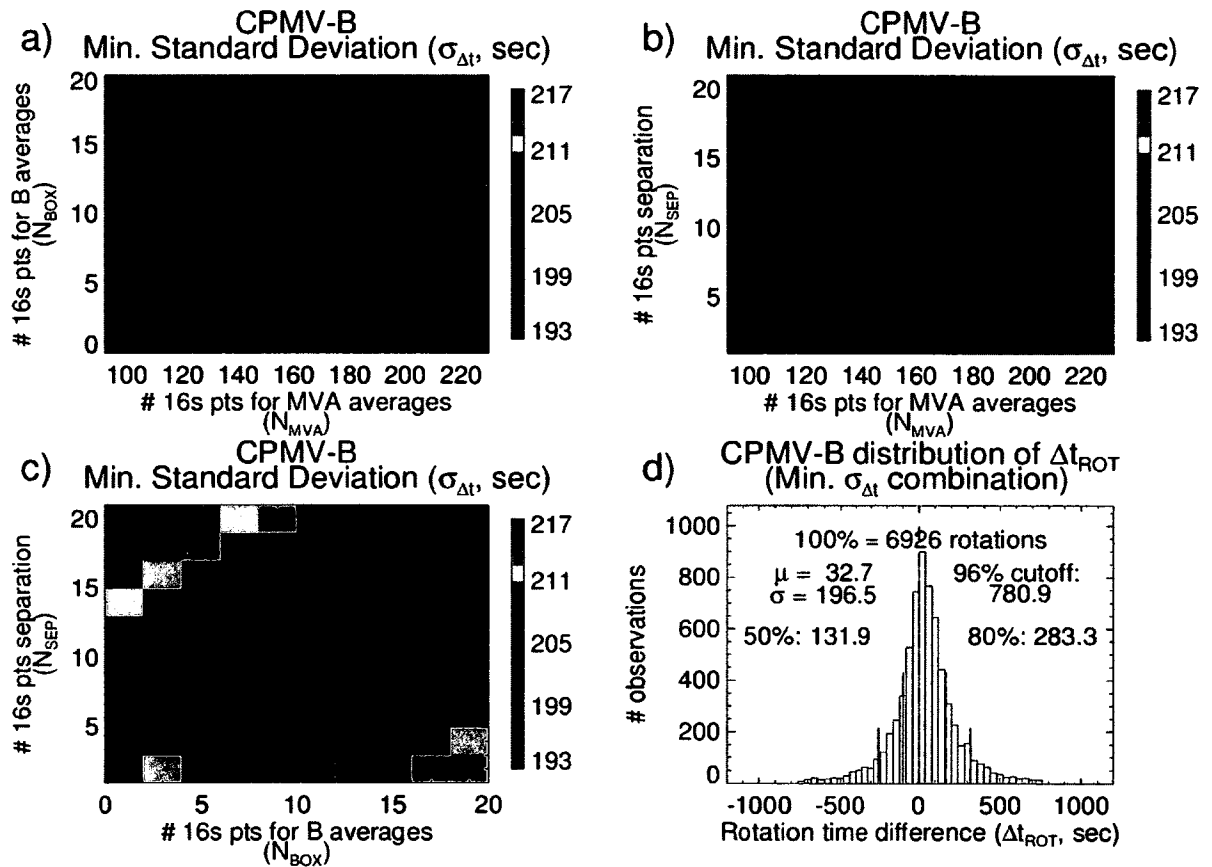 a)
CPMV-B
Min. Standard Deviation (σΔt, sec)
20
15
10
5
0
# 16s pts for B averages
(NBOX)
100 120 140 160 180 200 220
# 16s pts for MVA averages
(NMVA)
217
211
205
199
193
b)
CPMV-B
Min. Standard Deviation (σΔt, sec)
20
15
10
5
# 16s pts separation
(NSEP)
100 120 140 160 180 200 220
# 16s pts for MVA averages
(NMVA)
217
211
205
199
193
c)
CPMV-B
Min. Standard Deviation (σΔt, sec)
20
15
10
5
# 16s pts separation
(NSEP)
0 5 10 15 20
# 16s pts for B averages
(NBOX)
217
211
205
199
193
d)
CPMV-B distribution of ΔtROT
(Min. σΔt combination)
1000
800
600
400
200
0
# observations
100% = 6926 rotations
μ = 32.7
σ = 196.5
96% cutoff:
780.9
50%: 131.9
80%: 283.3
-1000 -500 0 500 1000
Rotation time difference (ΔtROT, sec)